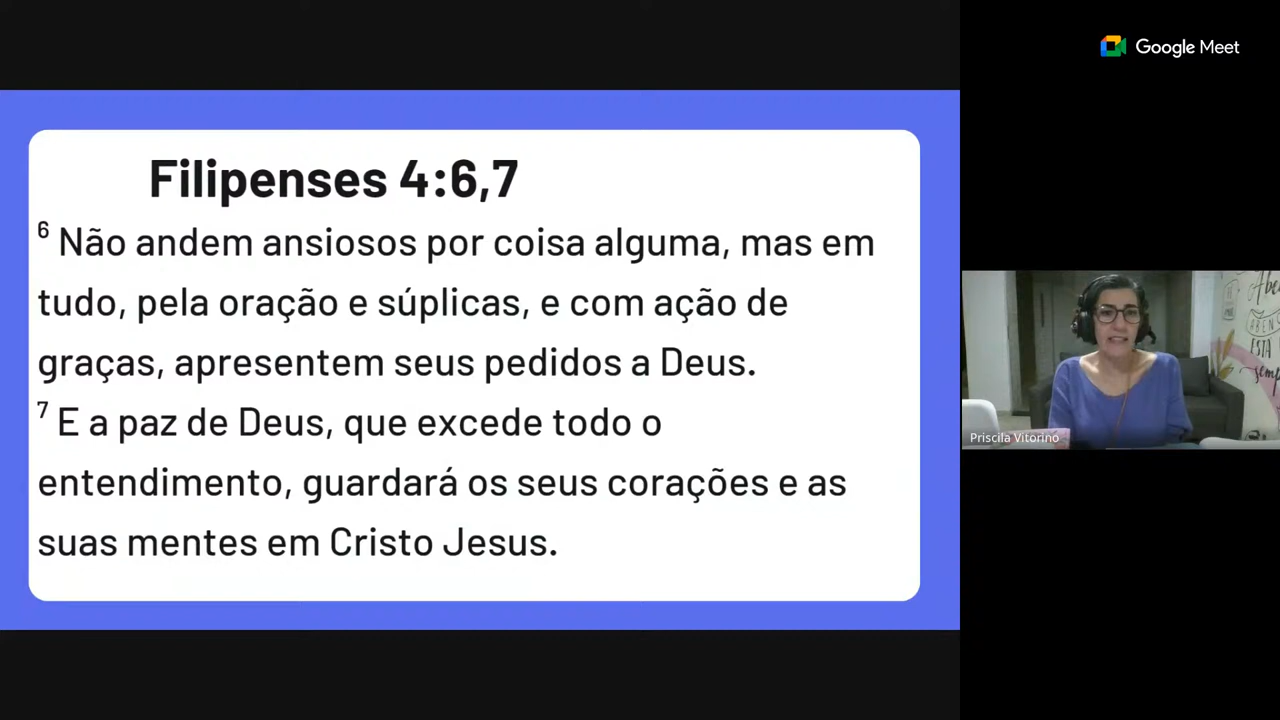 Filipenses 4:6,7
6 Não andem ansiosos por coisa alguma, mas em
tudo, pela oração e súplicas, e com ação de
graças, apresentem seus pedidos a Deus.
7 E a paz de Deus, que excede todo o
entendimento, guardará os seus corações e as
suas mentes em Cristo Jesus.
Google Meet
ESTÁ
Priscila Vitorino